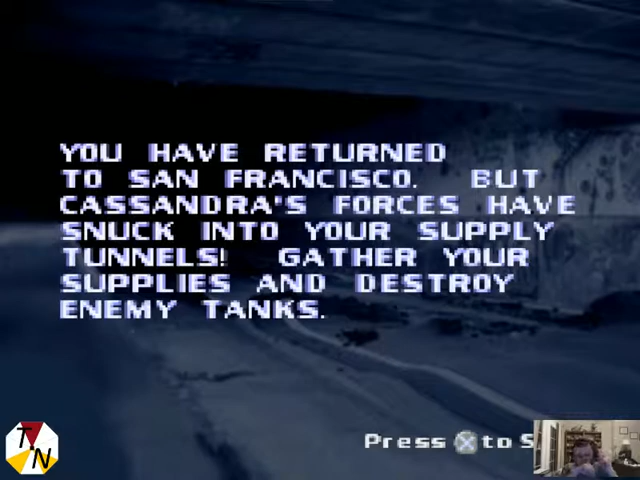 YOU HAVE RETURNED
TO SAN FRANCISCO. BUT
CASSANDRA'S FORCES HAVE
SNUCK INTO YOUR SUPPLY
TUNNELS! GATHER YOUR
SUPPLIES AND DESTROY
ENEMY TANKS.
Press X to S
TN